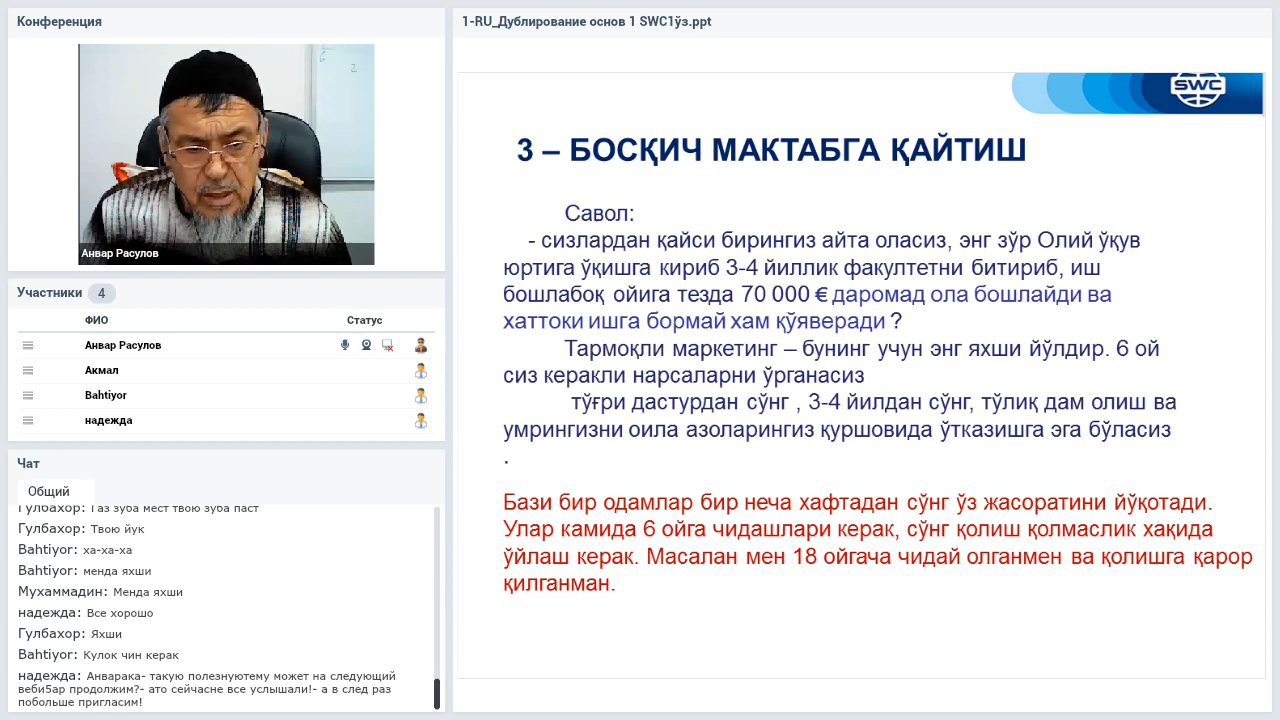 Конференция
Анвар Расулов
Участники 4
ФИО Статус
Анвар Расулов
Акмал
Bahtiyor
надежда
Чат
Общий
Гулбахор: Газ зуба мест твою зуба паст
Гулбахор: Твою йук
Bahtiyor: ха-ха-ха
Bahtiyor: менда яхши
Мухаммадин: Менда яхши
надежда: Все хорошо
Гулбахор: Яхши
Bahtiyor: Кулок чин керак
надежда: Анварака- такую полезнуютему может на следующий
веби5ар продолжим?- ато сейчасне все услышали!- а в след раз
побольше пригласим!
1-RU_Дублирование основ 1 SWC1ўз.ppt
SWC
3 – БОСҚИЧ МАКТАБГА ҚАЙТИШ
Савол:
- сизлардан қайси бирингиз айта оласиз, энг зўр Олий ўқув
юртига ўқишга кириб 3-4 йиллик факултетни битириб, иш
бошлабоқ ойига тезда 70 000 € даромад ола бошлайди ва
хаттоки ишга бормай хам қўяверади ?
Тармоқли маркетинг – бунинг учун энг яхши йўлдир. 6 ой
сиз керакли нарсаларни ўрганасиз
тўғри дастурдан сўнг , 3-4 йилдан сўнг, тўлиқ дам олиш ва
умрингизни оила азоларингиз қуршовида ўтказишга эга бўласиз
.
Бази бир одамлар бир неча хафтадан сўнг ўз жасоратини йўқотади.
Улар камида 6 ойга чидашлари керак, сўнг қолиш қолмаслик хақида
ўйлаш керак. Масалан мен 18 ойгача чидай олганмен ва қолишга қарор
қилганман.